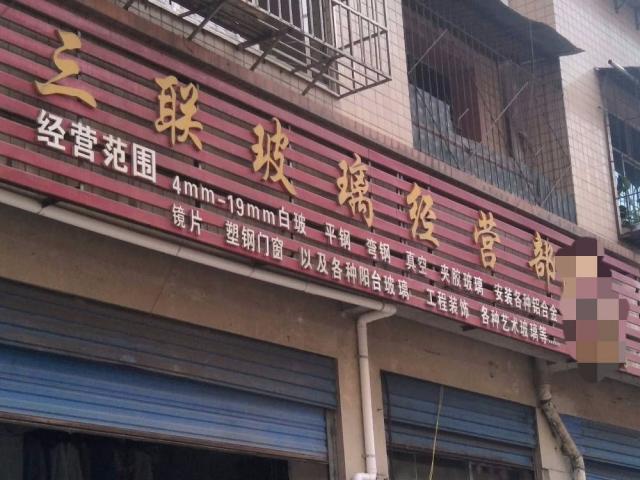 三联玻璃经营部
经营范围
4mm-19mm白玻 平钢 弯钢 真空 夹胶玻璃 安装各种铝合金
镜片 塑钢门窗 以及各种阳台玻璃 工程装饰 各种艺术玻璃等……